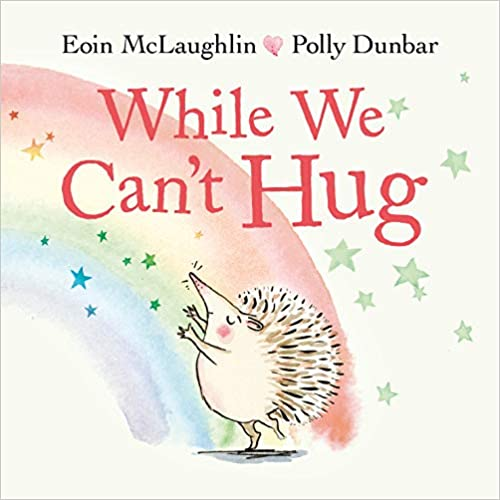 Eoin McLaughlin Polly Dunbar
While We
Can't Hug